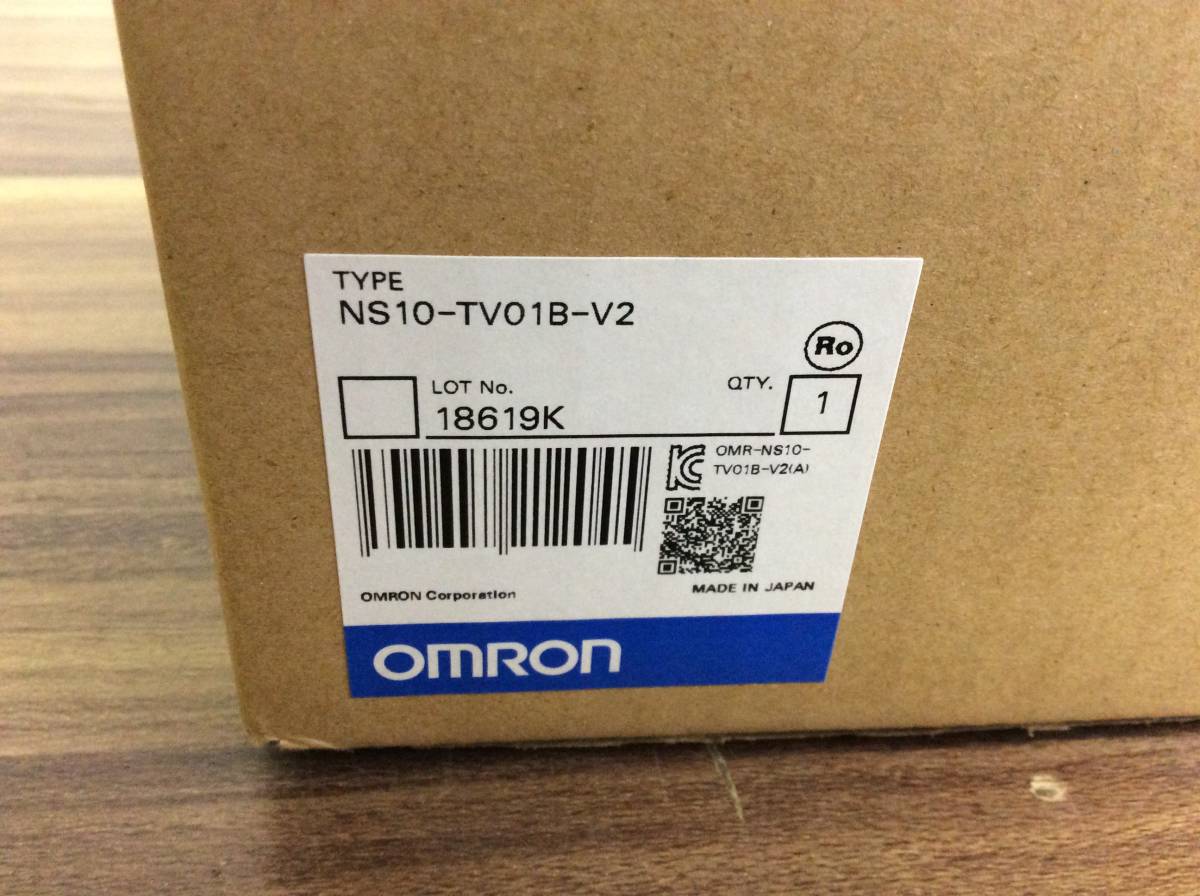 TYPE
NS10-TV01B-V2
Ro
LOT No.
18619K
QTY.
1
OMR-NS10-
TV01B-V2(A)
OMRON Corporation
MADE IN JAPAN
OMRON